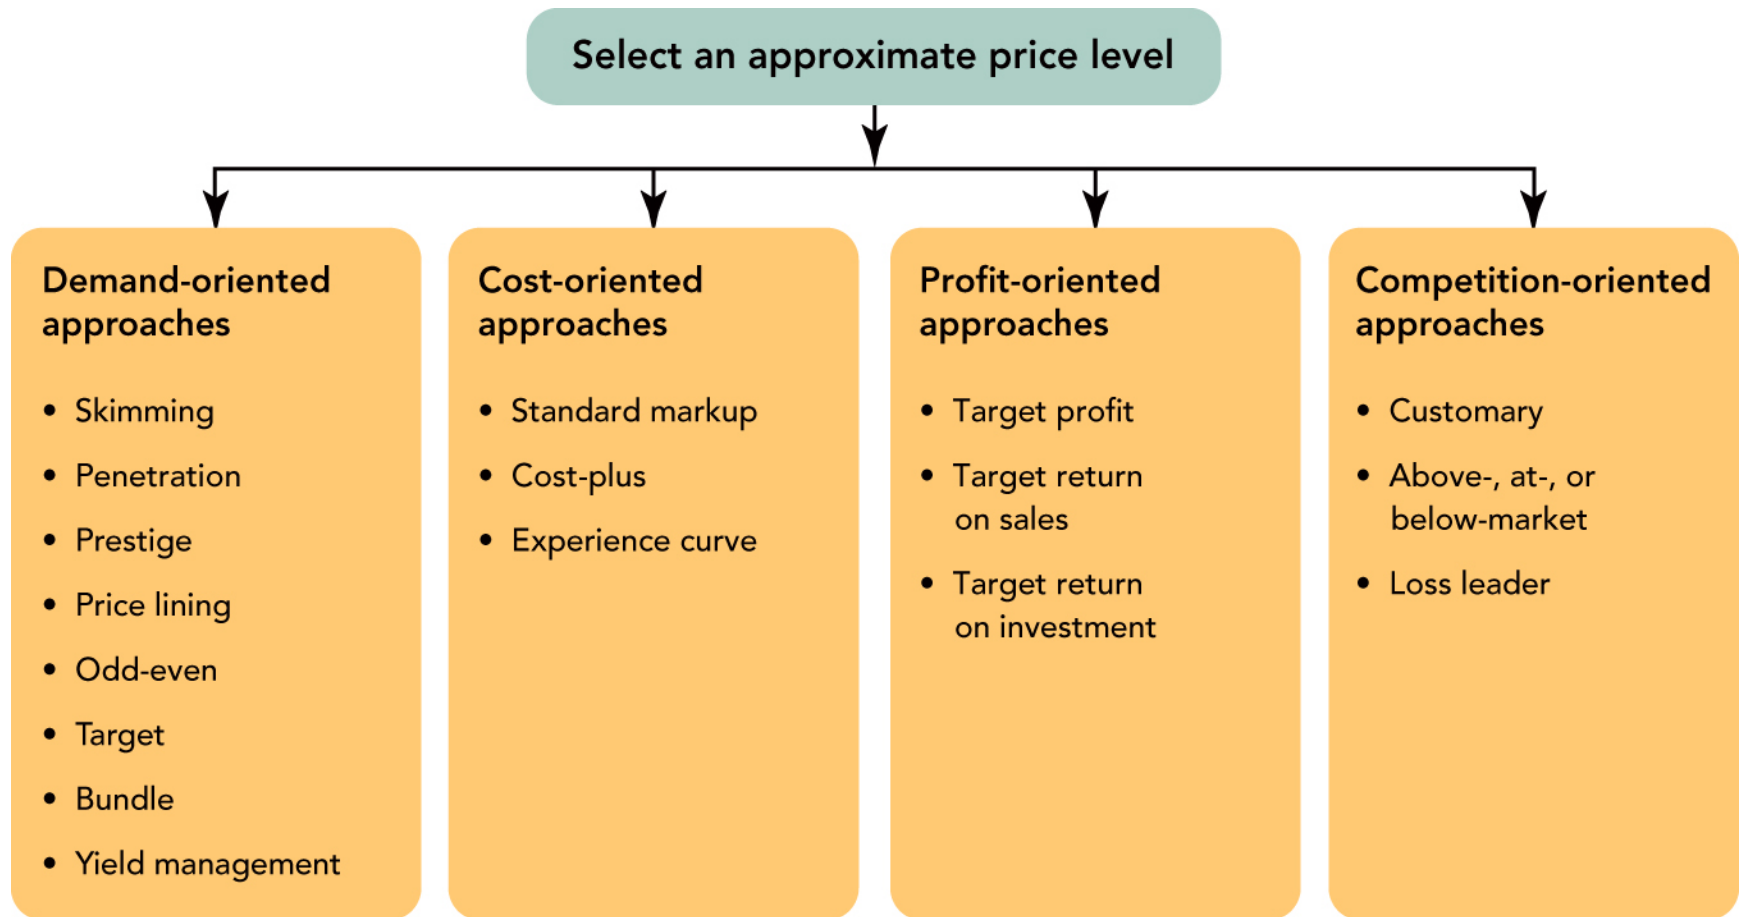 Select an approximate price level
Demand-oriented
approaches
• Skimming
• Penetration
• Prestige
• Price lining
• Odd-even
• Target
• Bundle
• Yield management
Cost-oriented
approaches
• Standard markup
• Cost-plus
• Experience curve
Profit-oriented
approaches
• Target profit
• Target return
on sales
• Target return
on investment
Competition-oriented
approaches
• Customary
• Above-, at-, or
below-market
• Loss leader